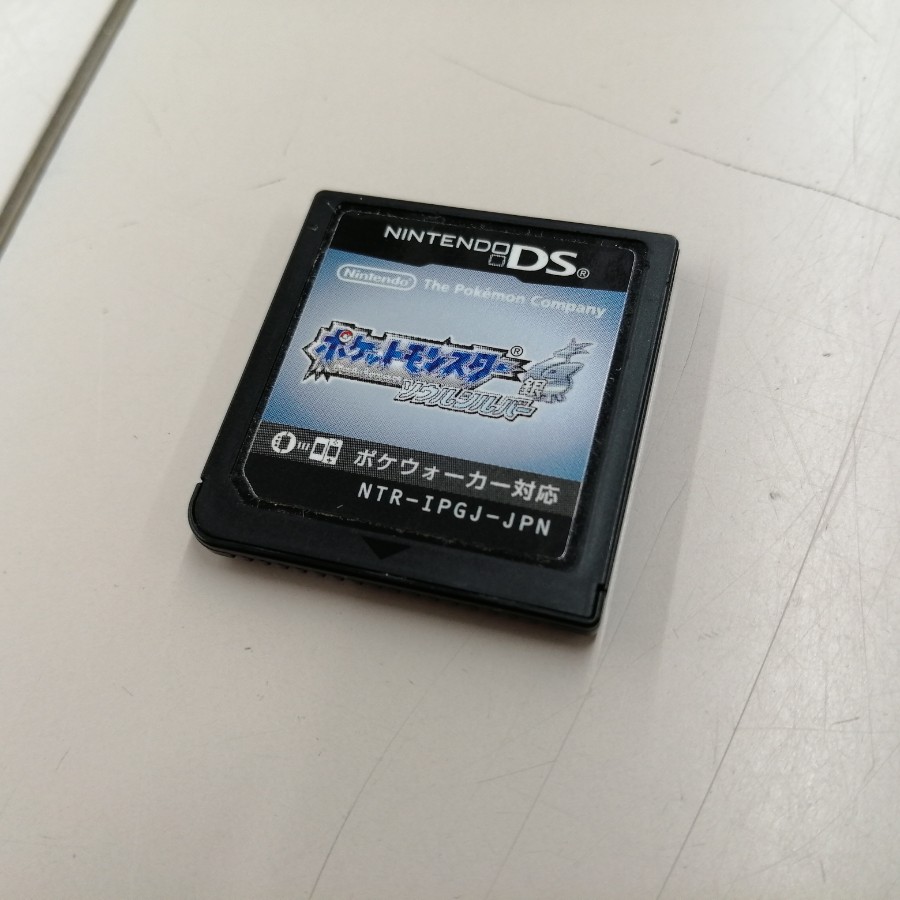 NINTENDO DS®
Nintendo® The Pokémon Company
ポケットモンスター®
銀
ソウルシルバー
ポケウォーカー対応
NTR-IPGJ-JPN